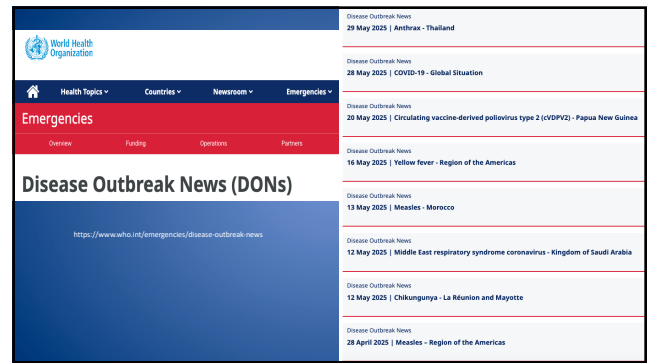 World Health
Organization
Health Topics
Countries
Newsroom
Emergencies
Emergencies
Overview
Funding
Operations
Partners
Disease Outbreak News (DONs)
https://www.who.int/emergencies/disease-outbreak-news
Disease Outbreak News
29 May 2025 | Anthrax - Thailand
Disease Outbreak News
28 May 2025 | COVID-19 - Global Situation
Disease Outbreak News
20 May 2025 | Circulating vaccine-derived poliovirus type 2 (cVDPV2) - Papua New Guinea
Disease Outbreak News
16 May 2025 | Yellow fever - Region of the Americas
Disease Outbreak News
13 May 2025 | Measles - Morocco
Disease Outbreak News
12 May 2025 | Middle East respiratory syndrome coronavirus - Kingdom of Saudi Arabia
Disease Outbreak News
12 May 2025 | Chikungunya - La Réunion and Mayotte
Disease Outbreak News
28 April 2025 | Measles – Region of the Americas